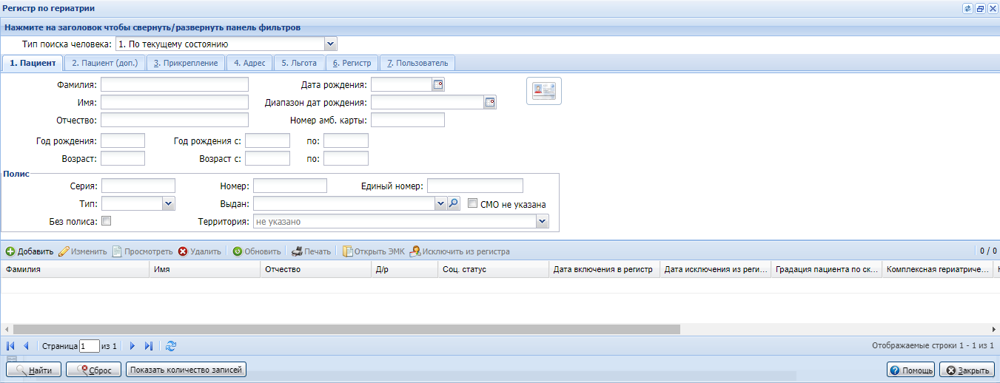 Регистр по гериатрии
Нажмите на заголовок чтобы свернуть/развернуть панель фильтров
Тип поиска человека: 1. По текущему состоянию
1. Пациент 2. Пациент (доп.) 3. Прикрепление 4. Адрес 5. Льгота 6. Регистр 7. Пользователь
Фамилия: Дата рождения:
Имя: Диапазон дат рождения:
Отчество: Номер амб. карты:
Год рождения: Год рождения с: по:
Возраст: Возраст с: по:
Полис
Серия: Номер: Единый номер:
Тип: Выдан: СМО не указана
Без полиса: Территория: не указано
Добавить Изменить Просмотреть Удалить Обновить Печать Открыть ЭМК Исключить из регистра 0 / 0
Фамилия Имя Отчество Д/р Соц. статус Дата включения в регистр Дата исключения из реги... Градация пациента по ск... Комплексная гериатриче...
Страница 1 из 1 Отображаемые строки 1 - 1 из 1
Найти Сброс Показать количество записей Помощь Закрыть